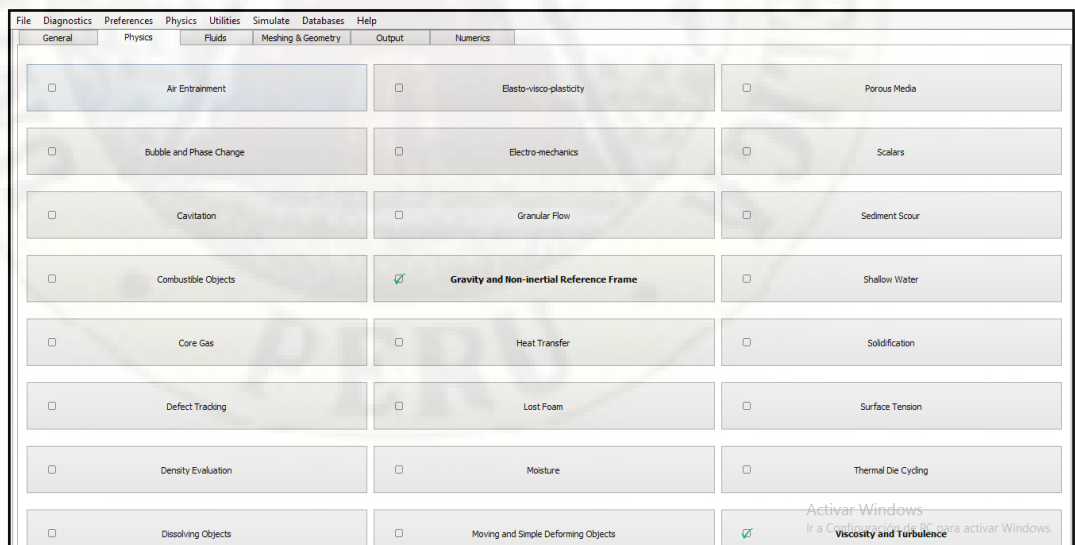 File Diagnostics Preferences Physics Utilities Simulate Databases Help
General Physics Fluids Meshing & Geometry Output Numerics
Air Entrainment Elasto-visco-plasticity Porous Media
Bubble and Phase Change Electro-mechanics Scalars
Cavitation Granular Flow Sediment Scour
Combustible Objects Gravity and Non-inertial Reference Frame Shallow Water
Core Gas Heat Transfer Solidification
Defect Tracking Lost Foam Surface Tension
Density Evaluation Moisture Thermal Die Cycling
Activar Windows
Ir a Configuración de PC para activar Windows.
Dissolving Objects Moving and Simple Deforming Objects Viscosity and Turbulence
PERU